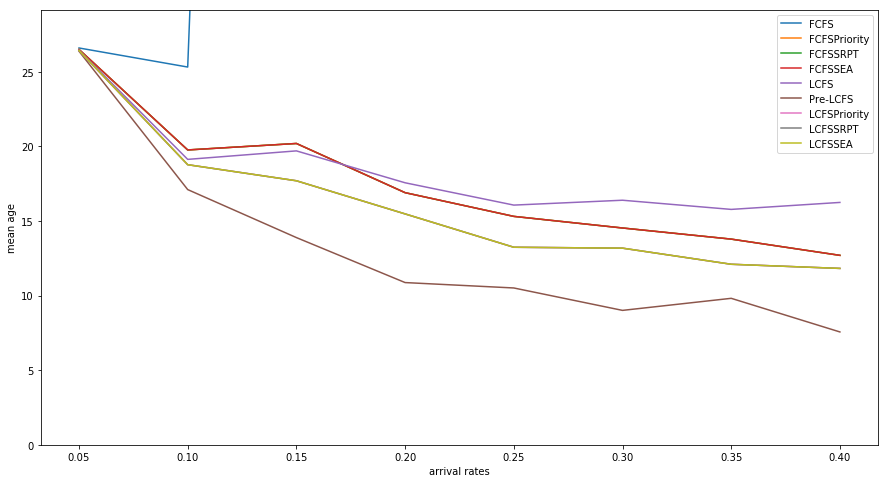 FCFS
FCFSPriority
FCFSSRPT
FCFSSEA
LCFS
Pre-LCFS
LCFSPriority
LCFSSRPT
LCFSSEA
mean age
25
20
15
10
5
0
0.05 0.10 0.15 0.20 0.25 0.30 0.35 0.40
arrival rates